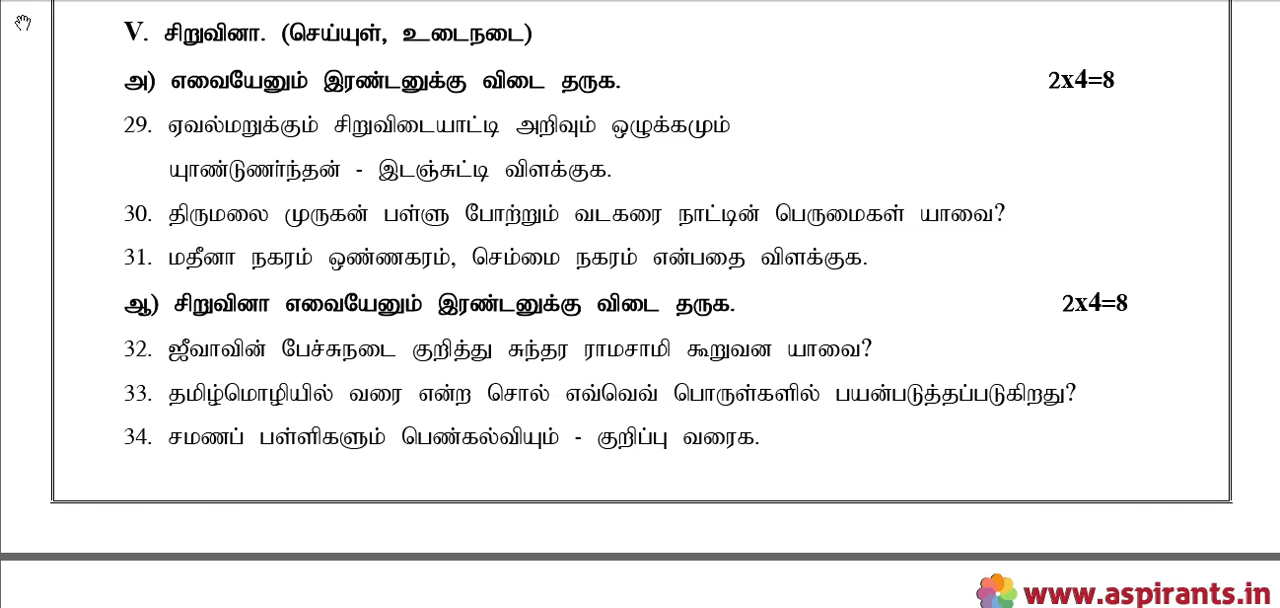 V. சிறுவினா. (செய்யுள், உடைநடை)
அ) எவையேனும் இரண்டனுக்கு விடை தருக. 2x4=8
29. ஏவல்மறுக்கும் சிறுவிடையாட்டி அறிவும் ஒழுக்கமும்
யுாண்டுணர்ந்தன் - இடஞ்சுட்டி விளக்குக.
30. திருமலை முருகன் பள்ளு போற்றும் வடகரை நாட்டின் பெருமைகள் யாவை?
31. மதீனா நகரம் ஒண்ணகரம், செம்மை நகரம் என்பதை விளக்குக.
ஆ) சிறுவினா எவையேனும் இரண்டனுக்கு விடை தருக. 2x4=8
32. ஜீவாவின் பேச்சுநடை குறித்து சுந்தர ராமசாமி கூறுவன யாவை?
33. தமிழ்மொழியில் வரை என்ற சொல் எவ்வெவ் பொருள்களில் பயன்படுத்தப்படுகிறது?
34. சமணப் பள்ளிகளும் பெண்கல்வியும் - குறிப்பு வரைக.
www.aspirants.in